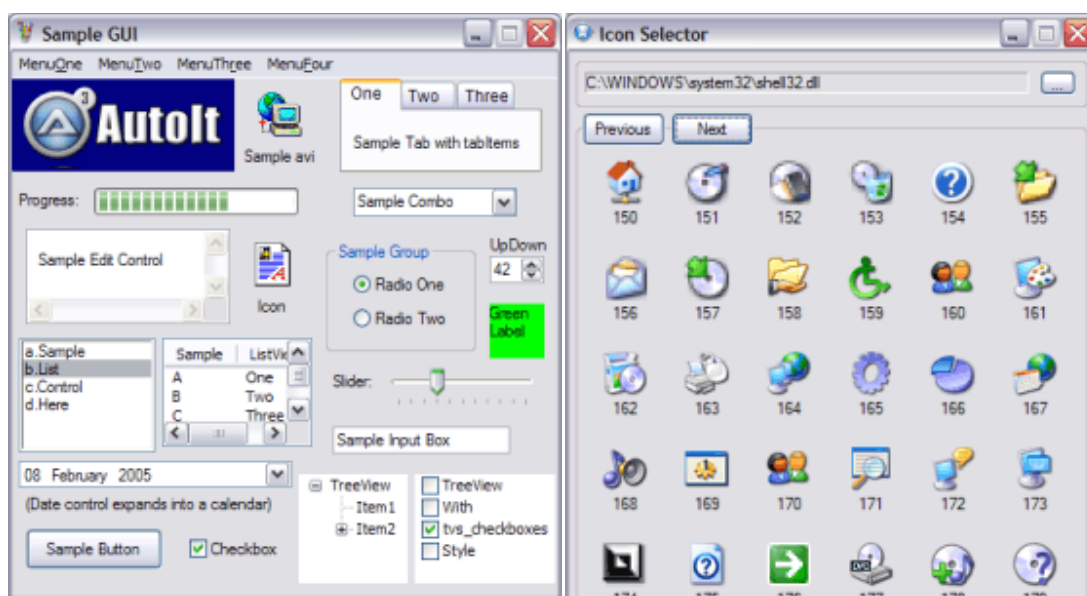 Sample GUI
MenuOne MenuTwo MenuThree MenuFour
3
AutoIt
Sample avi
One Two Three
Sample Tab with tabItems
Progress:
Sample Combo
Sample Edit Control
Icon
Sample Group
Radio One
Radio Two
UpDown
42
Green
Label
a.Sample
b.List
c.Control
d.Here
Sample ListVie
A One
B Two
C Three
Slider:
Sample Input Box
08 February 2005
(Date control expands into a calendar)
Sample Button
Checkbox
TreeView
Item1
Item2
TreeView
With
tvs_checkboxes
Style
Icon Selector
C:\WINDOWS\system32\shell32.dll
...
Previous Next
150 151 152 153 154 155
156 157 158 159 160 161
162 163 164 165 166 167
168 169 170 171 172 173